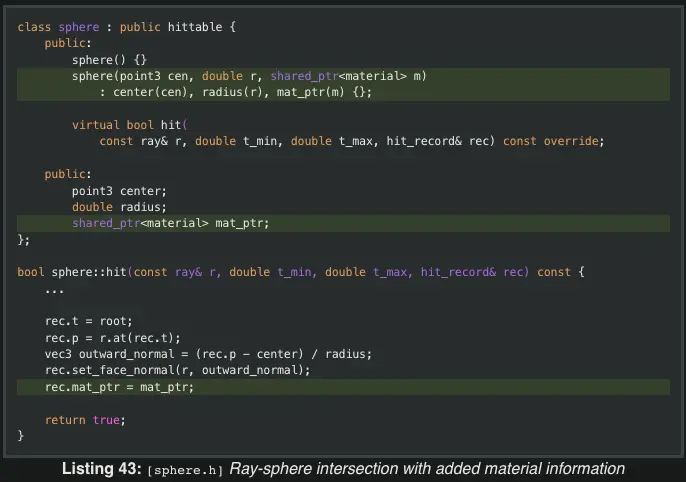 class sphere : public hittable {
    public:
        sphere() {}
        sphere(point3 cen, double r, shared_ptr<material> m)
            : center(cen), radius(r), mat_ptr(m) {};

        virtual bool hit(
            const ray& r, double t_min, double t_max, hit_record& rec) const override;

    public:
        point3 center;
        double radius;
        shared_ptr<material> mat_ptr;
};

bool sphere::hit(const ray& r, double t_min, double t_max, hit_record& rec) const {
    ...

    rec.t = root;
    rec.p = r.at(rec.t);
    vec3 outward_normal = (rec.p - center) / radius;
    rec.set_face_normal(r, outward_normal);
    rec.mat_ptr = mat_ptr;

    return true;
}
Listing 43: [sphere.h] Ray-sphere intersection with added material information